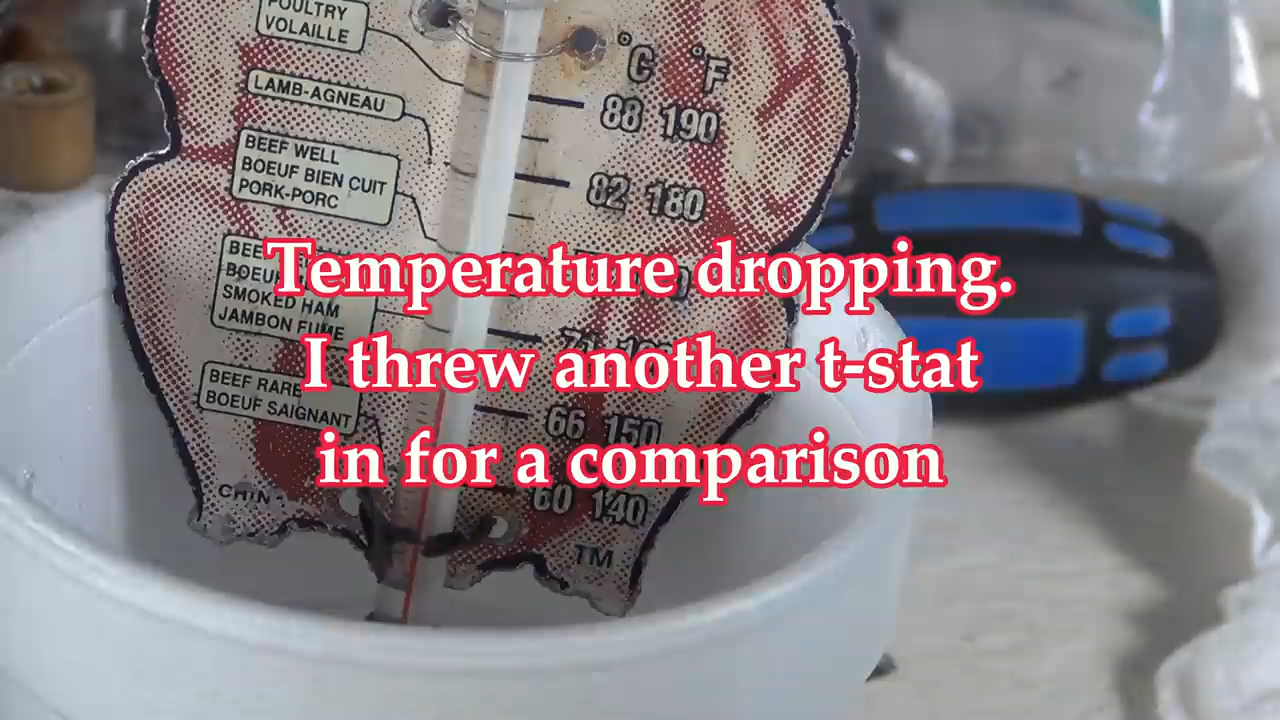 POULTRY
VOLAILLE
°C °F
88 190
LAMB-AGNEAU
82 180
BEEF WELL
BOEUF BIEN CUIT
PORK-PORC
Temperature dropping.
SMOKED HAM
JAMBON FUME
I threw another t-stat
BEEF RARE
BOEUF SAIGNANT
66 150
in for a comparison
60 140
TM